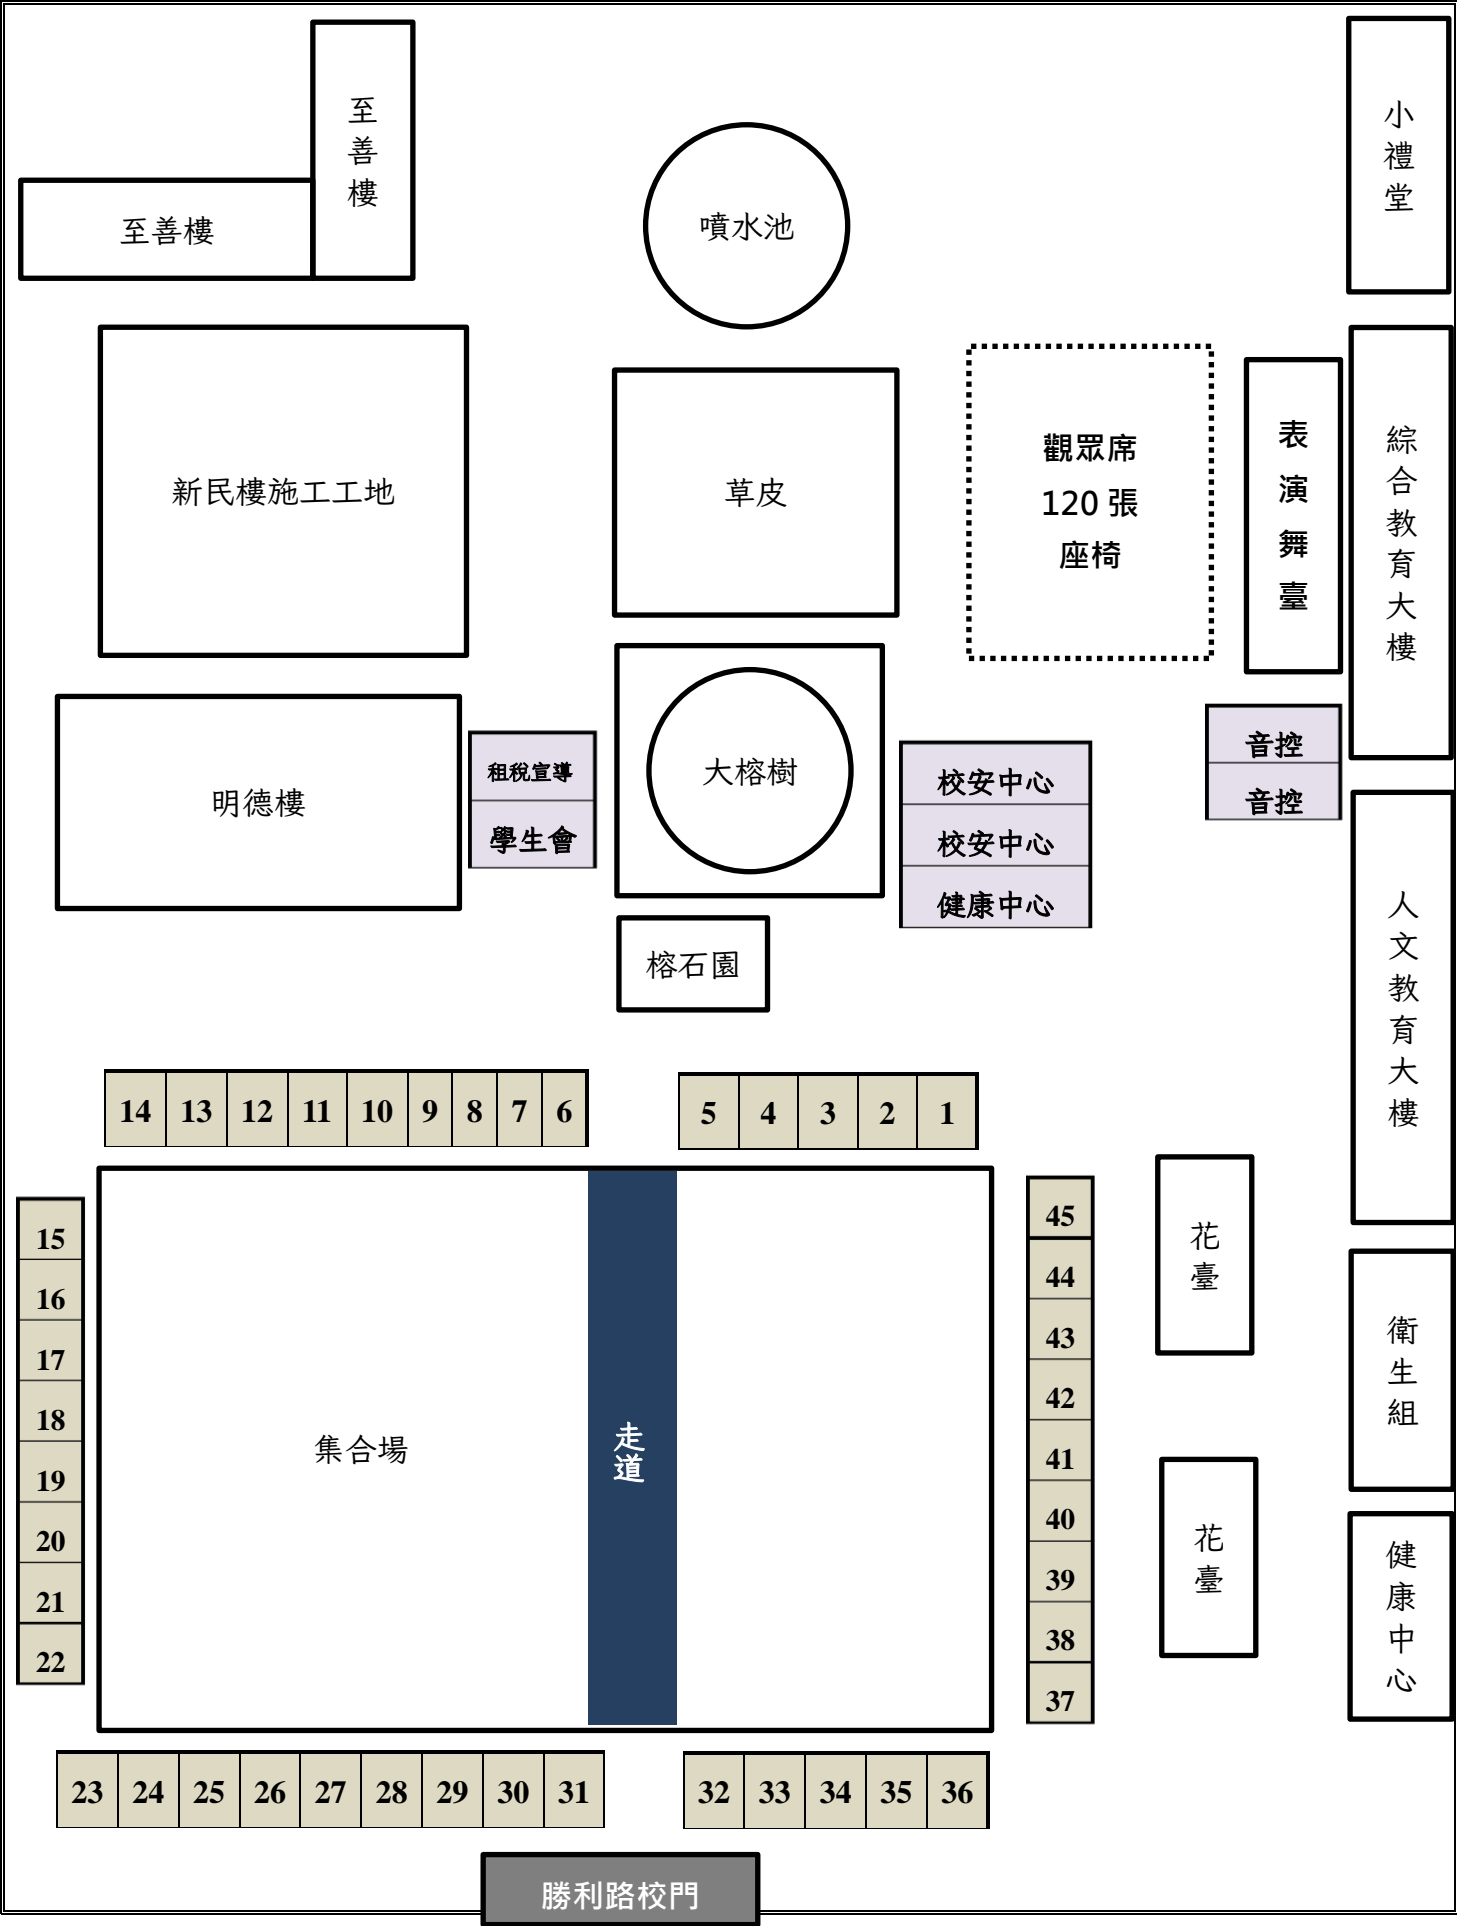 至善樓
至善樓
噴水池
小禮堂
新民樓施工工地
草皮
觀眾席
120 張
座椅
表演舞臺
綜合教育大樓
明德樓
租稅宣導
學生會
大榕樹
校安中心
校安中心
健康中心
音控
音控
榕石園
人文教育大樓
14 13 12 11 10 9 8 7 6
5 4 3 2 1
15
16
17
18
19
20
21
22
集合場
走道
45
44
43
42
41
40
39
38
37
花臺
花臺
衛生組
健康中心
23 24 25 26 27 28 29 30 31
32 33 34 35 36
勝利路校門